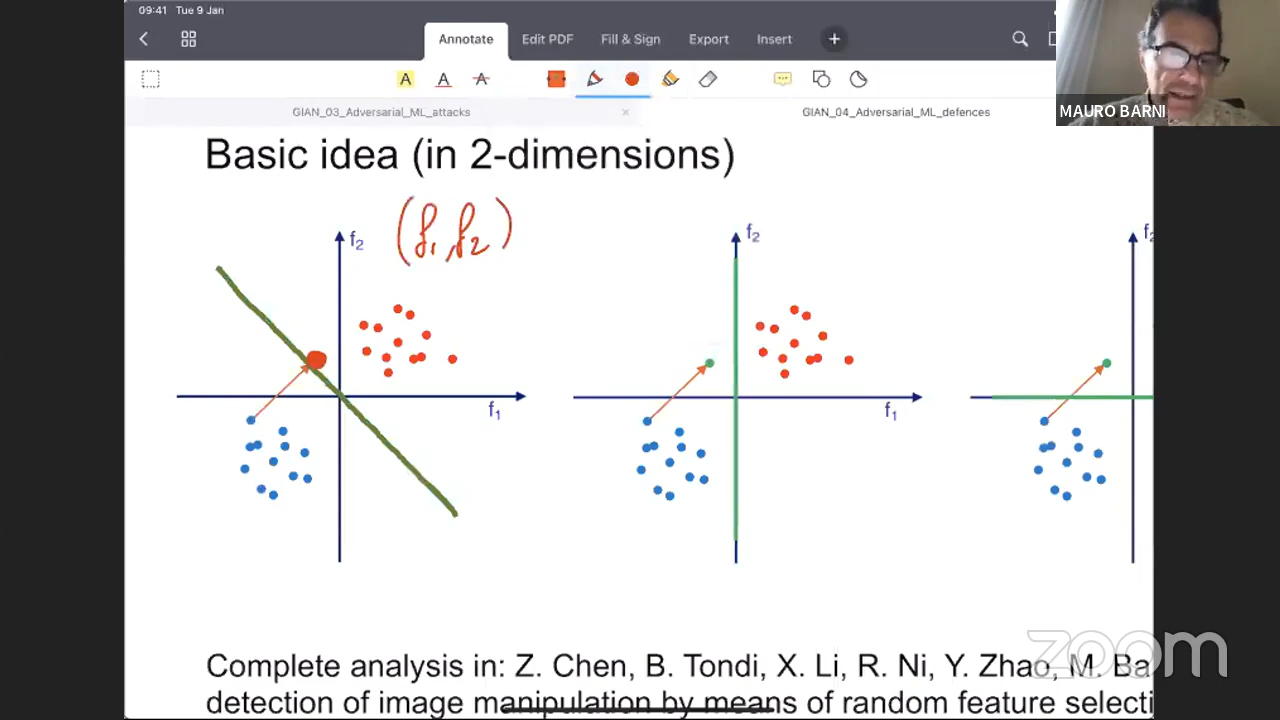 09:41 Tue 9 Jan
Annotate Edit PDF Fill & Sign Export Insert
A A A
GIAN_03_Adversarial_ML_attacks GIAN_04_Adversarial_ML_defences
MAURO BARNI
Basic idea (in 2-dimensions)
(f1, f2)
f2 f2 f2
f1 f1
Complete analysis in: Z. Chen, B. Tondi, X. Li, R. Ni, Y. Zhao, M. Ba
detection of image manipulation by means of random feature selecti
zoom